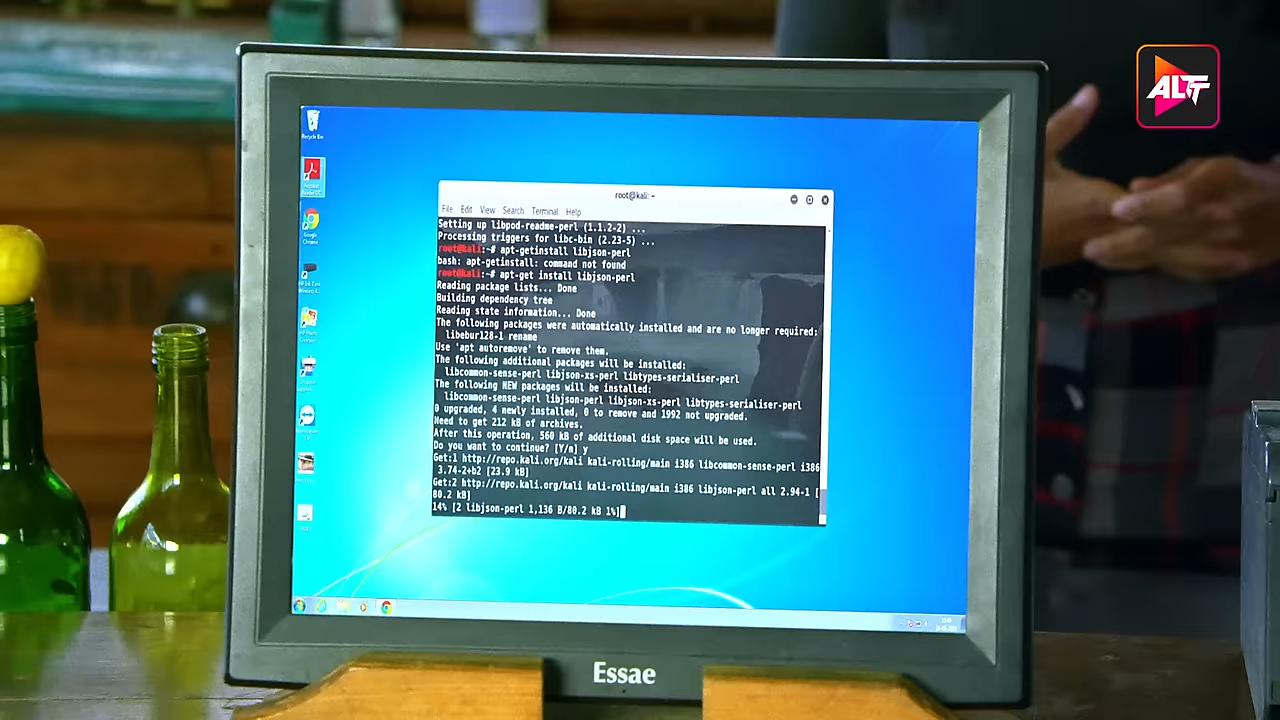 ALTT
Recycle Bin
Google
Chrome
root@kali: ~
File Edit View Search Terminal Help
Setting up libpod-readme-perl (1.1.2-2) ...
Processing triggers for libc-bin (2.23-5) ...
root@kali:~# apt-getinstall libjson-perl
bash: apt-getinstall: command not found
root@kali:~# apt-get install libjson-perl
Reading package lists... Done
Building dependency tree
Reading state information... Done
The following packages were automatically installed and are no longer required:
libebur128-1 rename
Use 'apt autoremove' to remove them.
The following additional packages will be installed:
libcommon-sense-perl libjson-xs-perl libtypes-serialiser-perl
The following NEW packages will be installed:
libcommon-sense-perl libjson-perl libjson-xs-perl libtypes-serialiser-perl
0 upgraded, 4 newly installed, 0 to remove and 1992 not upgraded.
Need to get 212 kB of archives.
After this operation, 560 kB of additional disk space will be used.
Do you want to continue? [Y/n] y
Get:1 http://repo.kali.org/kali kali-rolling/main i386 libcommon-sense-perl i386
3.74-2+b2 [23.9 kB]
Get:2 http://repo.kali.org/kali kali-rolling/main i386 libjson-perl all 2.94-1 [
80.2 kB]
14% [2 libjson-perl 1,136 B/80.2 kB 1%]
Essae